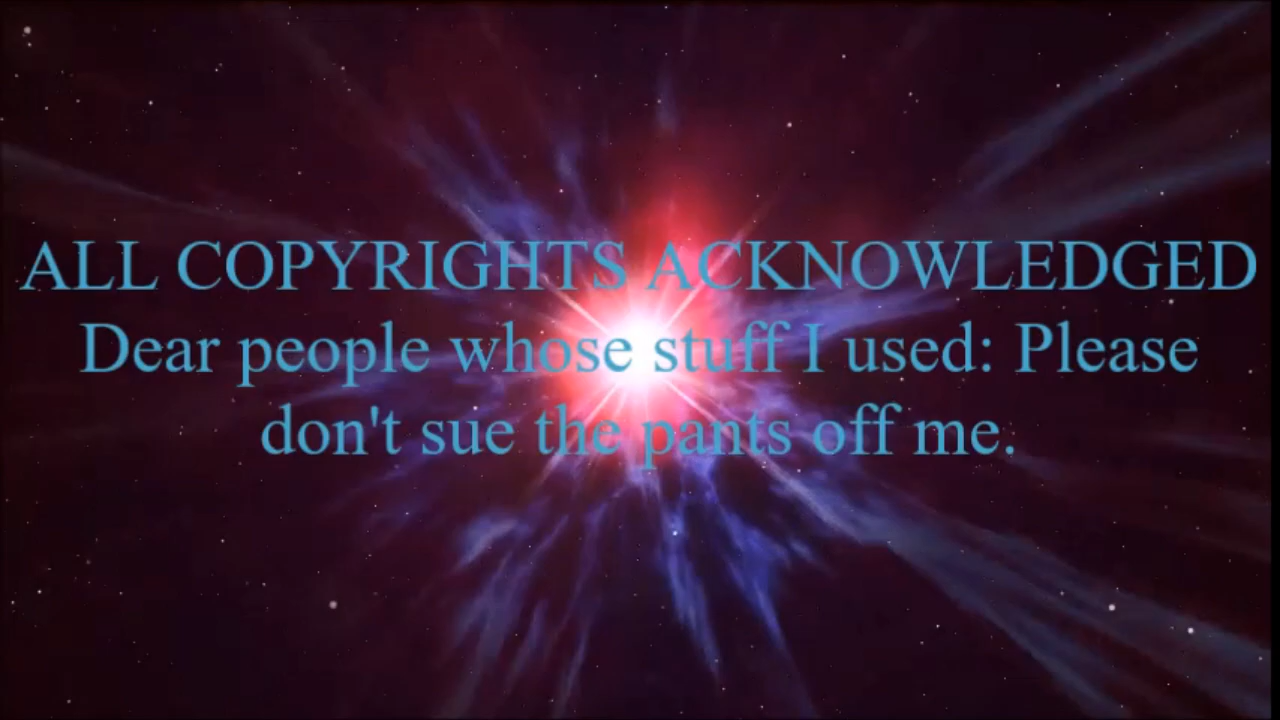 ALL COPYRIGHTS ACKNOWLEDGED
Dear people whose stuff I used: Please
don't sue the pants off me.